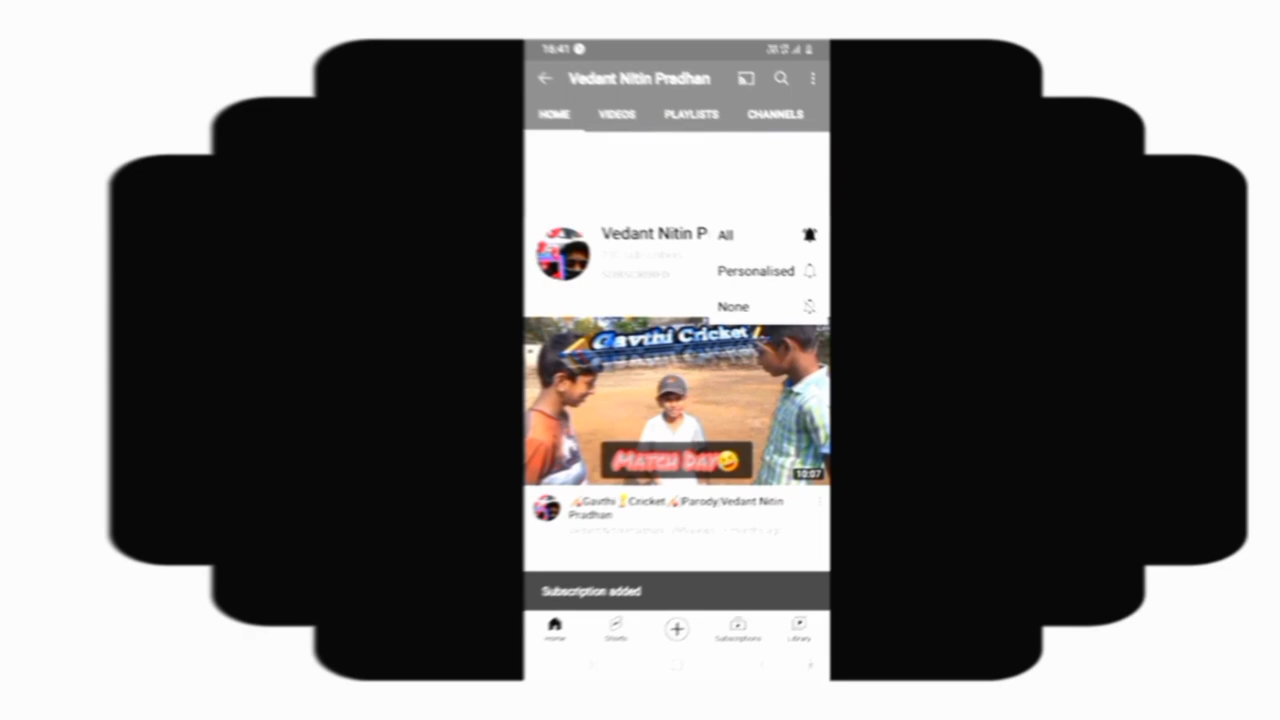 16:41
Vedant Nitin Pradhan
HOME VIDEOS PLAYLISTS CHANNELS
Vedant Nitin P
All
Personalised
None
Gavthi Cricket
MATCH DAY🤣
10:07
Gavthi Cricket Parody|Vedant Nitin
Pradhan
Subscription added
Home Shorts Subscriptions Library